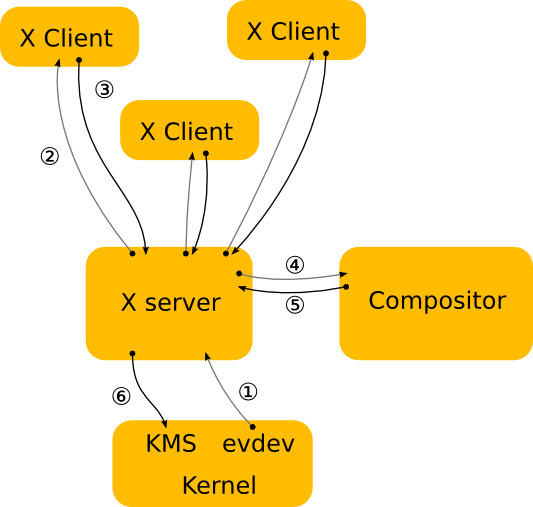 X Client
X Client
③
X Client
②
④
X server
Compositor
⑤
⑥
①
KMS evdev
Kernel